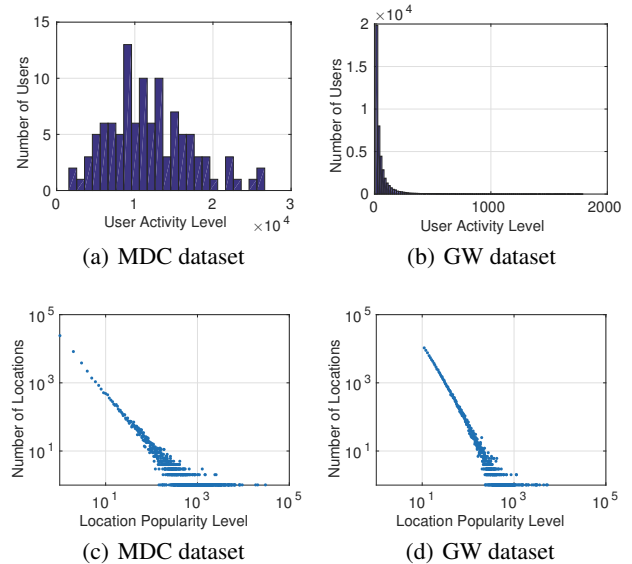 15
10
5
0
Number of Users
0
1
2
3
User Activity Level
×10^4
(a) MDC dataset
2
×10^4
1.5
1
0.5
0
Number of Users
0
1000
2000
User Activity Level
(b) GW dataset
10^5
10^3
10^1
Number of Locations
10^1
10^3
10^5
Location Popularity Level
(c) MDC dataset
10^5
10^3
10^1
Number of Locations
10^1
10^3
10^5
Location Popularity Level
(d) GW dataset